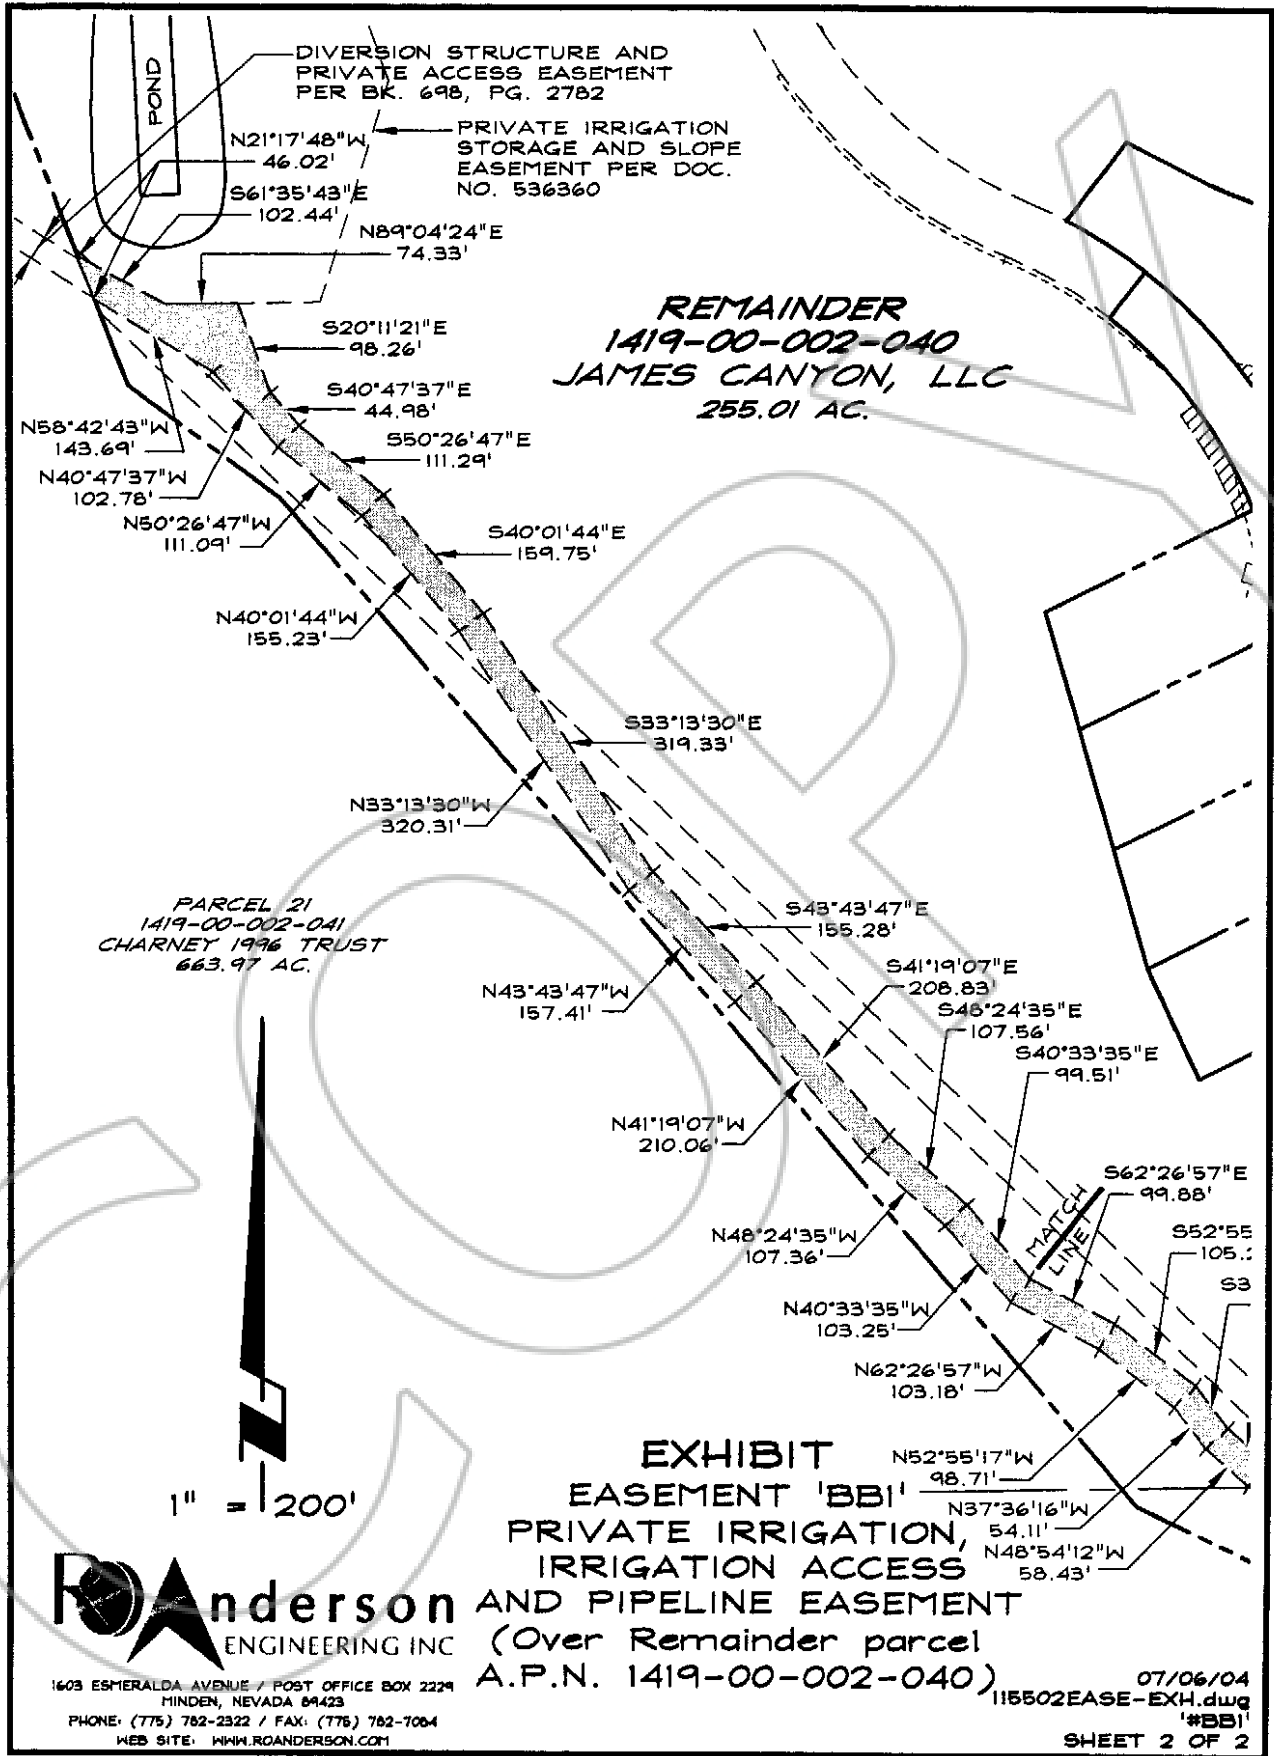 DIVERSION STRUCTURE AND
PRIVATE ACCESS EASEMENT
PER BK. 698, PG. 2782
POND
PRIVATE IRRIGATION
STORAGE AND SLOPE
EASEMENT PER DOC.
NO. 536360
N21°17'48"W
46.02'
S61°35'43"E
102.44'
N89°04'24"E
74.33'
REMAINDER
1419-00-002-040
JAMES CANYON, LLC
255.01 AC.
S20°11'21"E
98.26'
S40°47'37"E
44.98'
N58°42'43"W
143.69'
S50°26'47"E
111.29'
N40°47'37"W
102.78'
N50°26'47"W
111.09'
S40°01'44"E
159.75'
N40°01'44"W
155.23'
S33°13'30"E
319.33'
N33°13'30"W
320.31'
PARCEL 21
1419-00-002-041
CHARNEY 1996 TRUST
663.97 AC.
S43°43'47"E
155.28'
N43°43'47"W
157.41'
S41°19'07"E
208.83'
S48°24'35"E
107.56'
S40°33'35"E
99.51'
N41°19'07"W
210.06'
S62°26'57"E
99.88'
MATCH
LINE
N48°24'35"W
107.36'
S52°55
105.
S3
N40°33'35"W
103.25'
N62°26'57"W
103.18'
N52°55'17"W
98.71'
N37°36'16"W
54.11'
N48°54'12"W
58.43'
1" = 200'
EXHIBIT
EASEMENT 'BB1'
PRIVATE IRRIGATION,
IRRIGATION ACCESS
AND PIPELINE EASEMENT
(Over Remainder parcel
A.P.N. 1419-00-002-040)
ROAnderson
ENGINEERING INC
1603 ESMERALDA AVENUE / POST OFFICE BOX 2229
MINDEN, NEVADA 89423
PHONE: (775) 782-2322 / FAX: (775) 782-7084
WEB SITE: WWW.ROANDERSON.COM
07/06/04
115502EASE-EXH.dwg
'#BB1'
SHEET 2 OF 2
COPY